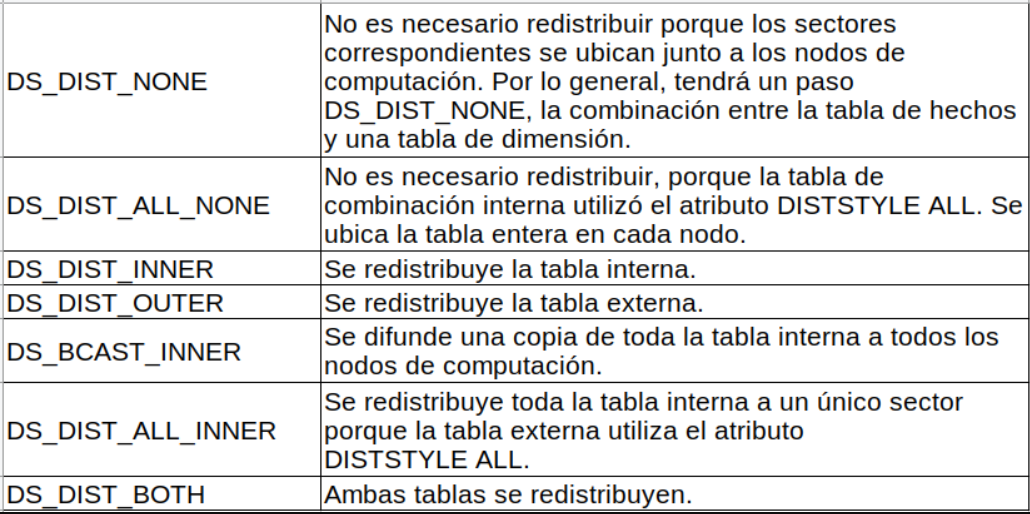 DS_DIST_NONE
No es necesario redistribuir porque los sectores
correspondientes se ubican junto a los nodos de
computación. Por lo general, tendrá un paso
DS_DIST_NONE, la combinación entre la tabla de hechos
y una tabla de dimensión.
DS_DIST_ALL_NONE
No es necesario redistribuir, porque la tabla de
combinación interna utilizó el atributo DISTSTYLE ALL. Se
ubica la tabla entera en cada nodo.
DS_DIST_INNER
Se redistribuye la tabla interna.
DS_DIST_OUTER
Se redistribuye la tabla externa.
DS_BCAST_INNER
Se difunde una copia de toda la tabla interna a todos los
nodos de computación.
DS_DIST_ALL_INNER
Se redistribuye toda la tabla interna a un único sector
porque la tabla externa utiliza el atributo
DISTSTYLE ALL.
DS_DIST_BOTH
Ambas tablas se redistribuyen.